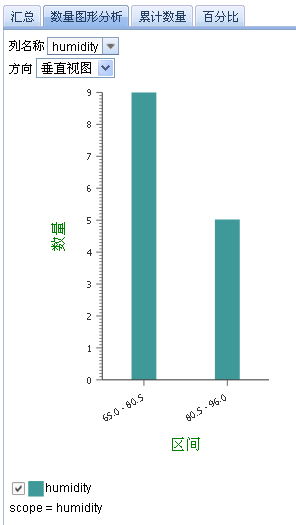 汇总 数量图形分析 累计数量 百分比
列名称 humidity
方向 垂直视图
9
8
7
6
5
4
3
2
1
0
数量
65.0 - 80.5 80.5 - 96.0
区间
humidity
scope = humidity